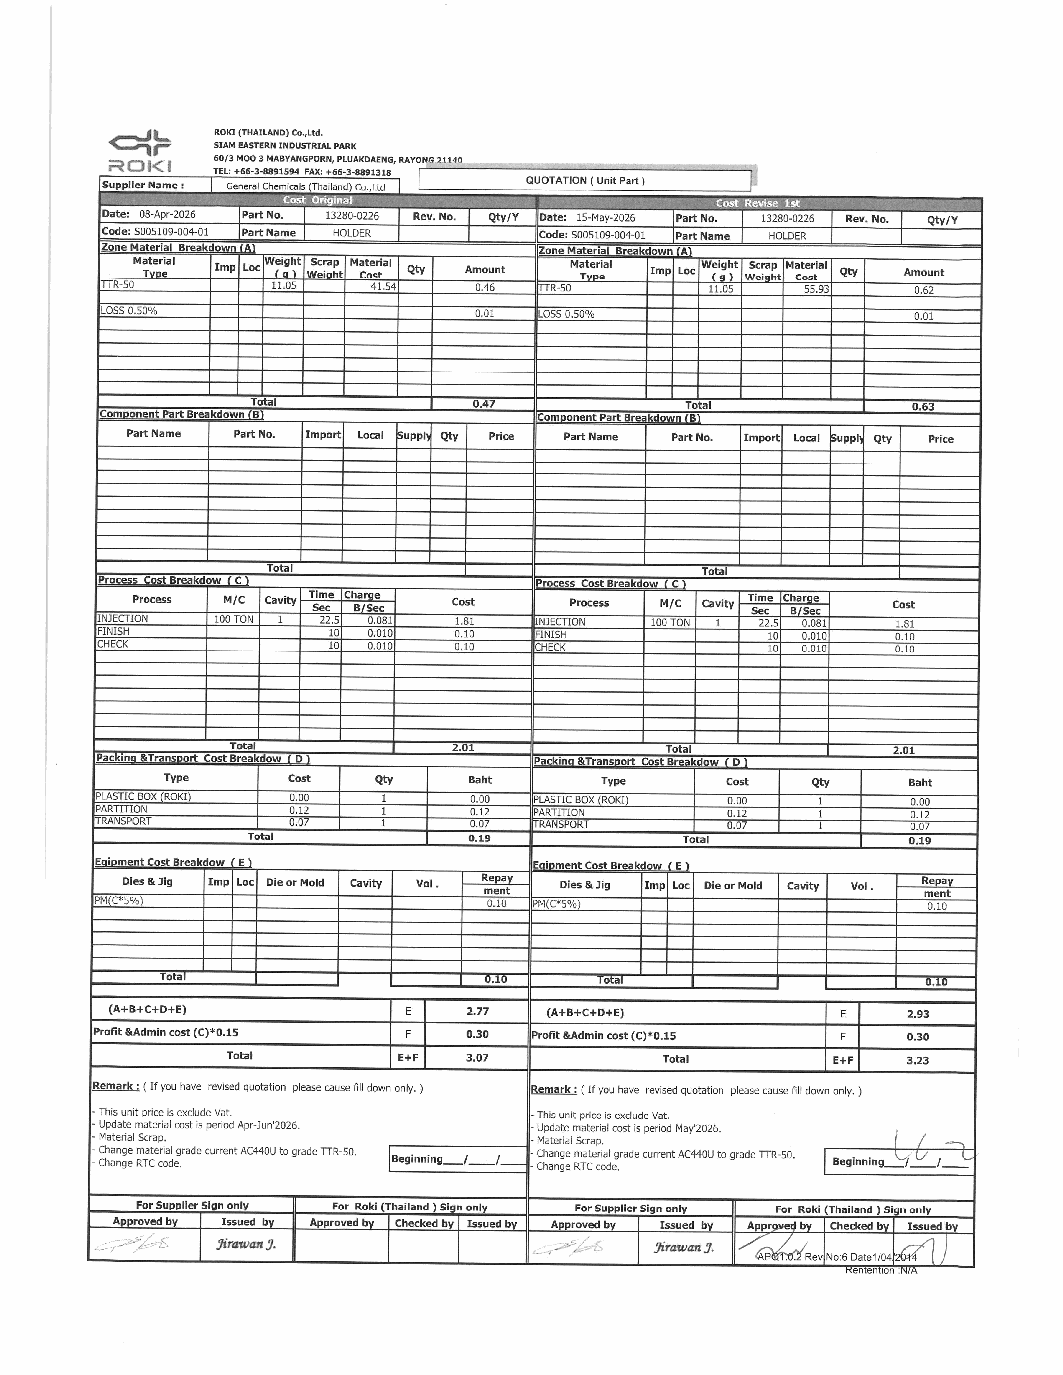 ROKI
ROKI (THAILAND) Co.,Ltd.
SIAM EASTERN INDUSTRIAL PARK
60/3 MOO 3 MABYANGPORN, PLUAKDAENG, RAYONG 21140
TEL: +66-3-8891594 FAX: +66-3-8891318
QUOTATION ( Unit Part )
Supplier Name : General Chemicals (Thailand) Co.,Ltd
Cost Original
Date: 08-Apr-2026 Part No. 13280-0226 Rev. No. Qty/Y
Code: S005109-004-01 Part Name HOLDER
Zone Material Breakdown (A)
Material Type Imp Loc Weight ( g ) Scrap Weight Material Cost Qty Amount
TTR-50 11.05 41.54 0.46
LOSS 0.50% 0.01
Total 0.47
Component Part Breakdown (B)
Part Name Part No. Import Local Supply Qty Price
Total
Process Cost Breakdow ( C )
Process M/C Cavity Time Sec Charge B/Sec Cost
INJECTION 100 TON 1 22.5 0.081 1.81
FINISH 10 0.010 0.10
CHECK 10 0.010 0.10
Total 2.01
Packing &Transport Cost Breakdow ( D )
Type Cost Qty Baht
PLASTIC BOX (ROKI) 0.00 1 0.00
PARTITION 0.12 1 0.12
TRANSPORT 0.07 1 0.07
Total 0.19
Eqipment Cost Breakdow ( E )
Dies & Jig Imp Loc Die or Mold Cavity Vol . Repay ment
PM(C*5%) 0.10
Total 0.10
(A+B+C+D+E) E 2.77
Profit &Admin cost (C)*0.15 F 0.30
Total E+F 3.07
Remark : ( If you have revised quotation please cause fill down only. )
- This unit price is exclude Vat.
- Update material cost is period Apr-Jun'2026.
- Material Scrap.
- Change material grade current AC440U to grade TTR-50.
- Change RTC code.
Beginning___/___/___
For Supplier Sign only For Roki (Thailand ) Sign only
Approved by Issued by Approved by Checked by Issued by
Jirawan J.
Cost Revise 1st
Date: 15-May-2026 Part No. 13280-0226 Rev. No. Qty/Y
Code: S005109-004-01 Part Name HOLDER
Zone Material Breakdown (A)
Material Type Imp Loc Weight ( g ) Scrap Weight Material Cost Qty Amount
TTR-50 11.05 55.93 0.62
LOSS 0.50% 0.01
Total 0.63
Component Part Breakdown (B)
Part Name Part No. Import Local Supply Qty Price
Total
Process Cost Breakdow ( C )
Process M/C Cavity Time Sec Charge B/Sec Cost
INJECTION 100 TON 1 22.5 0.081 1.81
FINISH 10 0.010 0.10
CHECK 10 0.010 0.10
Total 2.01
Packing &Transport Cost Breakdow ( D )
Type Cost Qty Baht
PLASTIC BOX (ROKI) 0.00 1 0.00
PARTITION 0.12 1 0.12
TRANSPORT 0.07 1 0.07
Total 0.19
Eqipment Cost Breakdow ( E )
Dies & Jig Imp Loc Die or Mold Cavity Vol . Repay ment
PM(C*5%) 0.10
Total 0.10
(A+B+C+D+E) F 2.93
Profit &Admin cost (C)*0.15 F 0.30
Total E+F 3.23
Remark : ( If you have revised quotation please cause fill down only. )
- This unit price is exclude Vat.
- Update material cost is period May'2026.
- Material Scrap.
- Change material grade current AC440U to grade TTR-50.
- Change RTC code.
Beginning___/___/___
For Supplier Sign only For Roki (Thailand ) Sign only
Approved by Issued by Approved by Checked by Issued by
Jirawan J.
Rev No:6 Date1/04/2014
Rentention :N/A